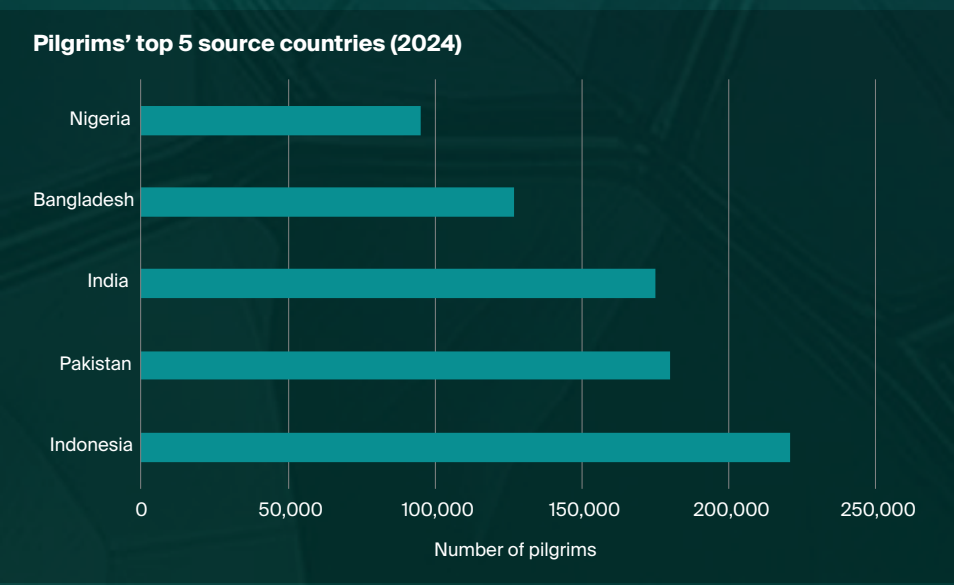 Pilgrims’ top 5 source countries (2024)
Nigeria
Bangladesh
India
Pakistan
Indonesia
0 50,000 100,000 150,000 200,000 250,000
Number of pilgrims